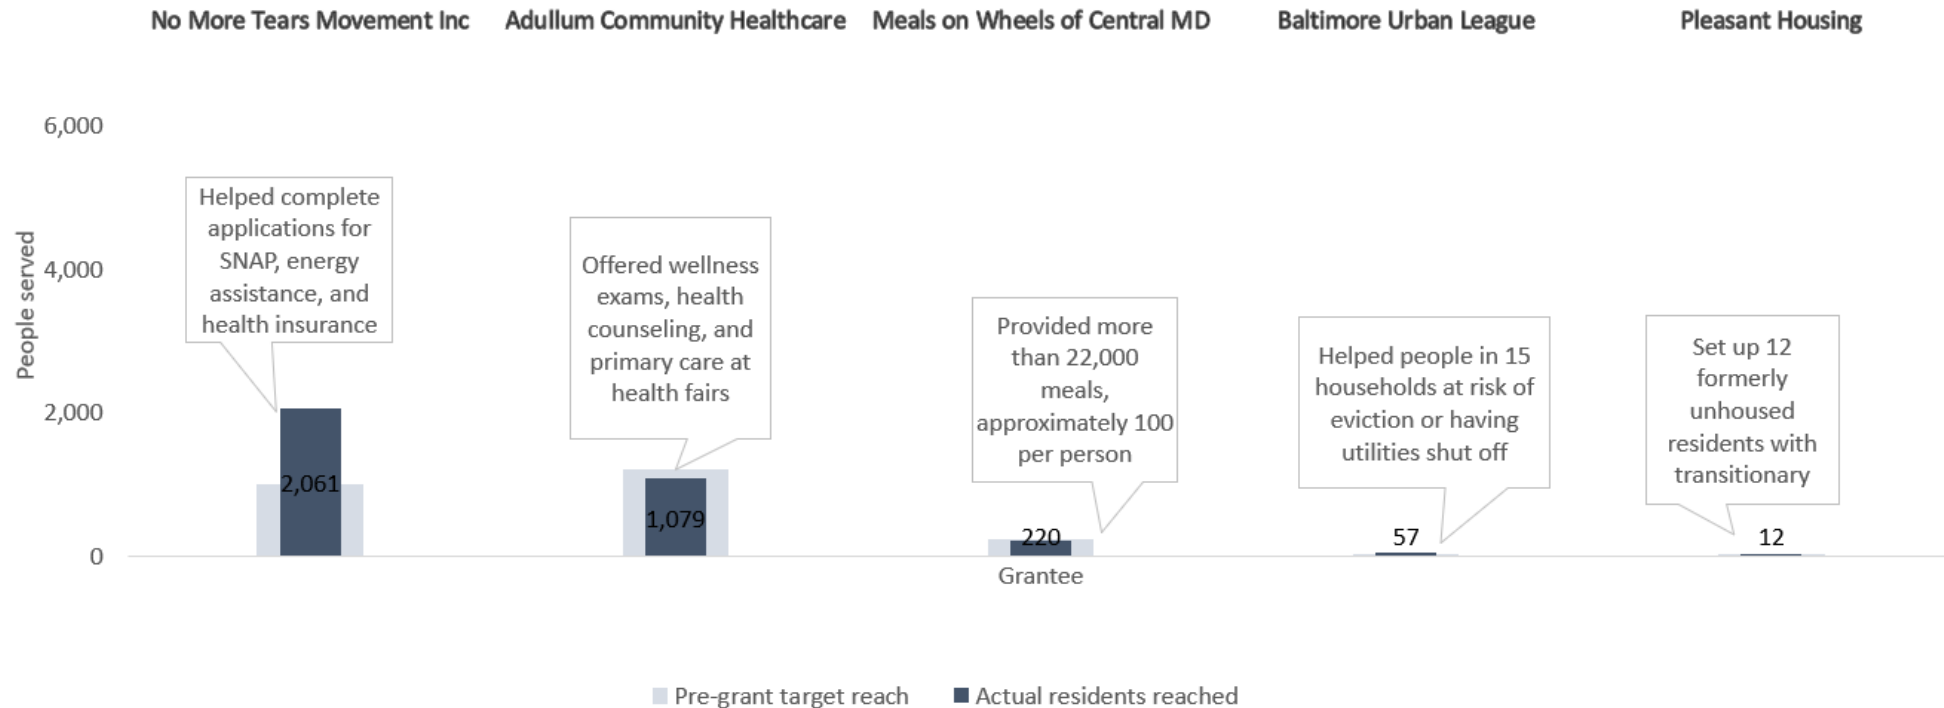 No More Tears Movement Inc
Adullum Community Healthcare
Meals on Wheels of Central MD
Baltimore Urban League
Pleasant Housing
People served
6,000
4,000
2,000
0
Helped complete
applications for
SNAP, energy
assistance, and
health insurance
2,061
Offered wellness
exams, health
counseling, and
primary care at
health fairs
1,079
Provided more
than 22,000
meals,
approximately 100
per person
220
Helped people in 15
households at risk of
eviction or having
utilities shut off
57
Set up 12
formerly
unhoused
residents with
transitionary
12
Grantee
Pre-grant target reach
Actual residents reached